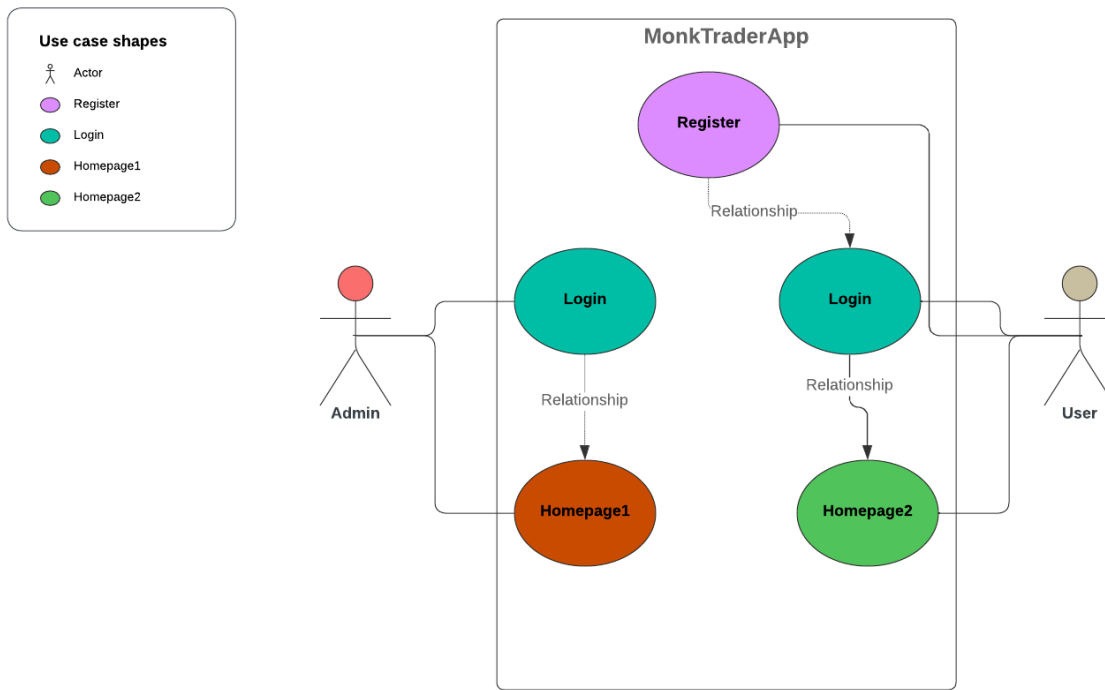 Use case shapes
Actor
Register
Login
Homepage1
Homepage2
MonkTraderApp
Register
Relationship
Login
Login
Relationship
Relationship
Admin
User
Homepage1
Homepage2